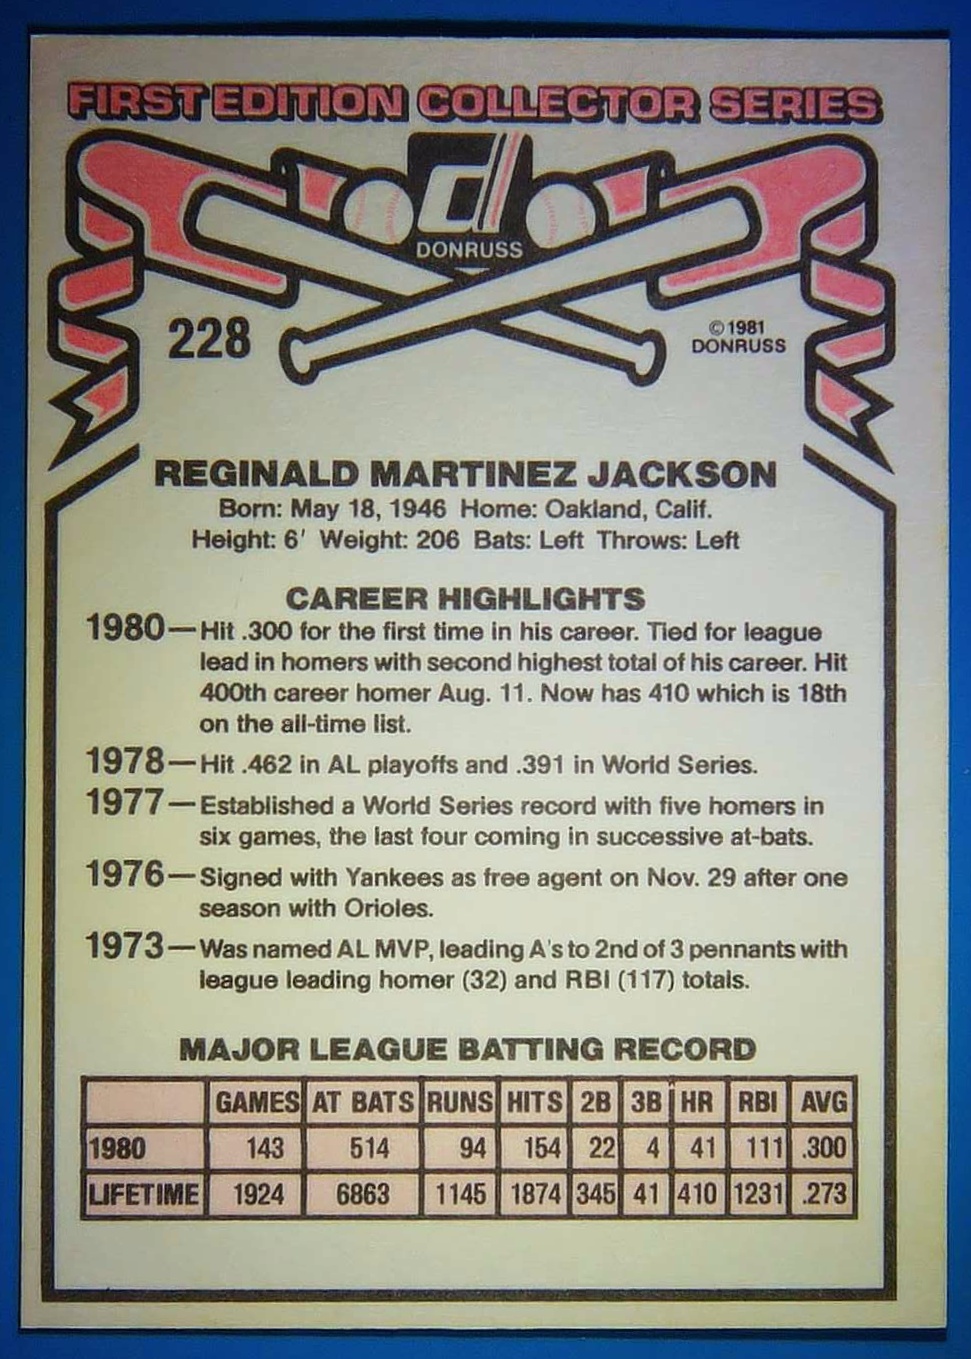 FIRST EDITION COLLECTOR SERIES
d
DONRUSS
228
©1981
DONRUSS
REGINALD MARTINEZ JACKSON
Born: May 18, 1946 Home: Oakland, Calif.
Height: 6' Weight: 206 Bats: Left Throws: Left
CAREER HIGHLIGHTS
1980—Hit .300 for the first time in his career. Tied for league
lead in homers with second highest total of his career. Hit
400th career homer Aug. 11. Now has 410 which is 18th
on the all-time list.
1978—Hit .462 in AL playoffs and .391 in World Series.
1977—Established a World Series record with five homers in
six games, the last four coming in successive at-bats.
1976—Signed with Yankees as free agent on Nov. 29 after one
season with Orioles.
1973—Was named AL MVP, leading A's to 2nd of 3 pennants with
league leading homer (32) and RBI (117) totals.
MAJOR LEAGUE BATTING RECORD
GAMES AT BATS RUNS HITS 2B 3B HR RBI AVG
1980 143 514 94 154 22 4 41 111 .300
LIFETIME 1924 6863 1145 1874 345 41 410 1231 .273